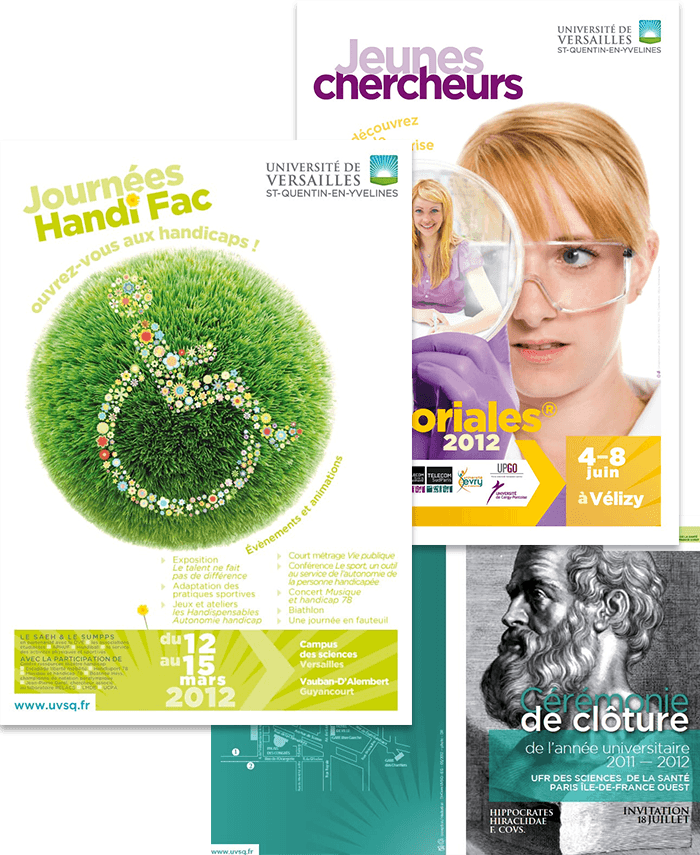 UNIVERSITÉ DE
VERSAILLES
ST-QUENTIN-EN-YVELINES
Jeunes
chercheurs
découvrez
oriales®
2012
TELECOM
SudParis
evry
UPGO
UNIVERSITÉ
de Cergy-Pontoise
4–8
juin
à Vélizy
UNIVERSITÉ DE
VERSAILLES
ST-QUENTIN-EN-YVELINES
Journées
Handi Fac
ouvrez-vous aux handicaps !
Évènements et animations
Exposition
Le talent ne fait
pas de différence
Adaptation des
pratiques sportives
Jeux et ateliers
les Handispensables
Autonomie handicap
Court métrage Vie publique
Conférence Le sport, un outil
au service de l'autonomie de
la personne handicapée
Concert Musique
et handicap 78
Biathlon
Une journée en fauteuil
LE SAEH & LE SUMPPS
AVEC LA PARTICIPATION DE
du 12
au 15
mars
2012
Campus
des sciences
Versailles
Vauban-D'Alembert
Guyancourt
www.uvsq.fr
Cérémonie
de clôture
de l'année universitaire
2011 — 2012
UFR DES SCIENCES DE LA SANTÉ
PARIS ÎLE-DE-FRANCE OUEST
HIPPOCRATES
HIRACLIDAE
F. COVS.
INVITATION
18 JUILLET
1
2
www.uvsq.fr